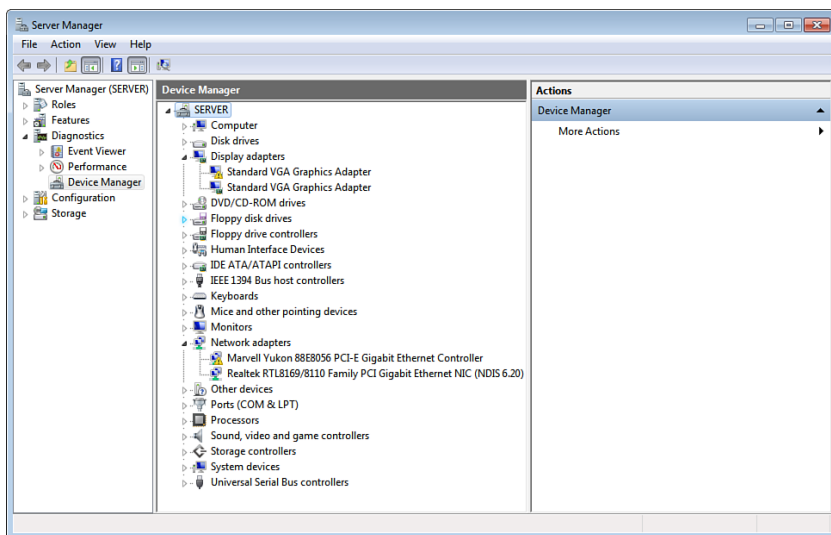 Server Manager
File Action View Help
Server Manager (SERVER)
Roles
Features
Diagnostics
Event Viewer
Performance
Device Manager
Configuration
Storage
Device Manager
SERVER
Computer
Disk drives
Display adapters
Standard VGA Graphics Adapter
Standard VGA Graphics Adapter
DVD/CD-ROM drives
Floppy disk drives
Floppy drive controllers
Human Interface Devices
IDE ATA/ATAPI controllers
IEEE 1394 Bus host controllers
Keyboards
Mice and other pointing devices
Monitors
Network adapters
Marvell Yukon 88E8056 PCI-E Gigabit Ethernet Controller
Realtek RTL8169/8110 Family PCI Gigabit Ethernet NIC (NDIS 6.20)
Other devices
Ports (COM & LPT)
Processors
Sound, video and game controllers
Storage controllers
System devices
Universal Serial Bus controllers
Actions
Device Manager
More Actions